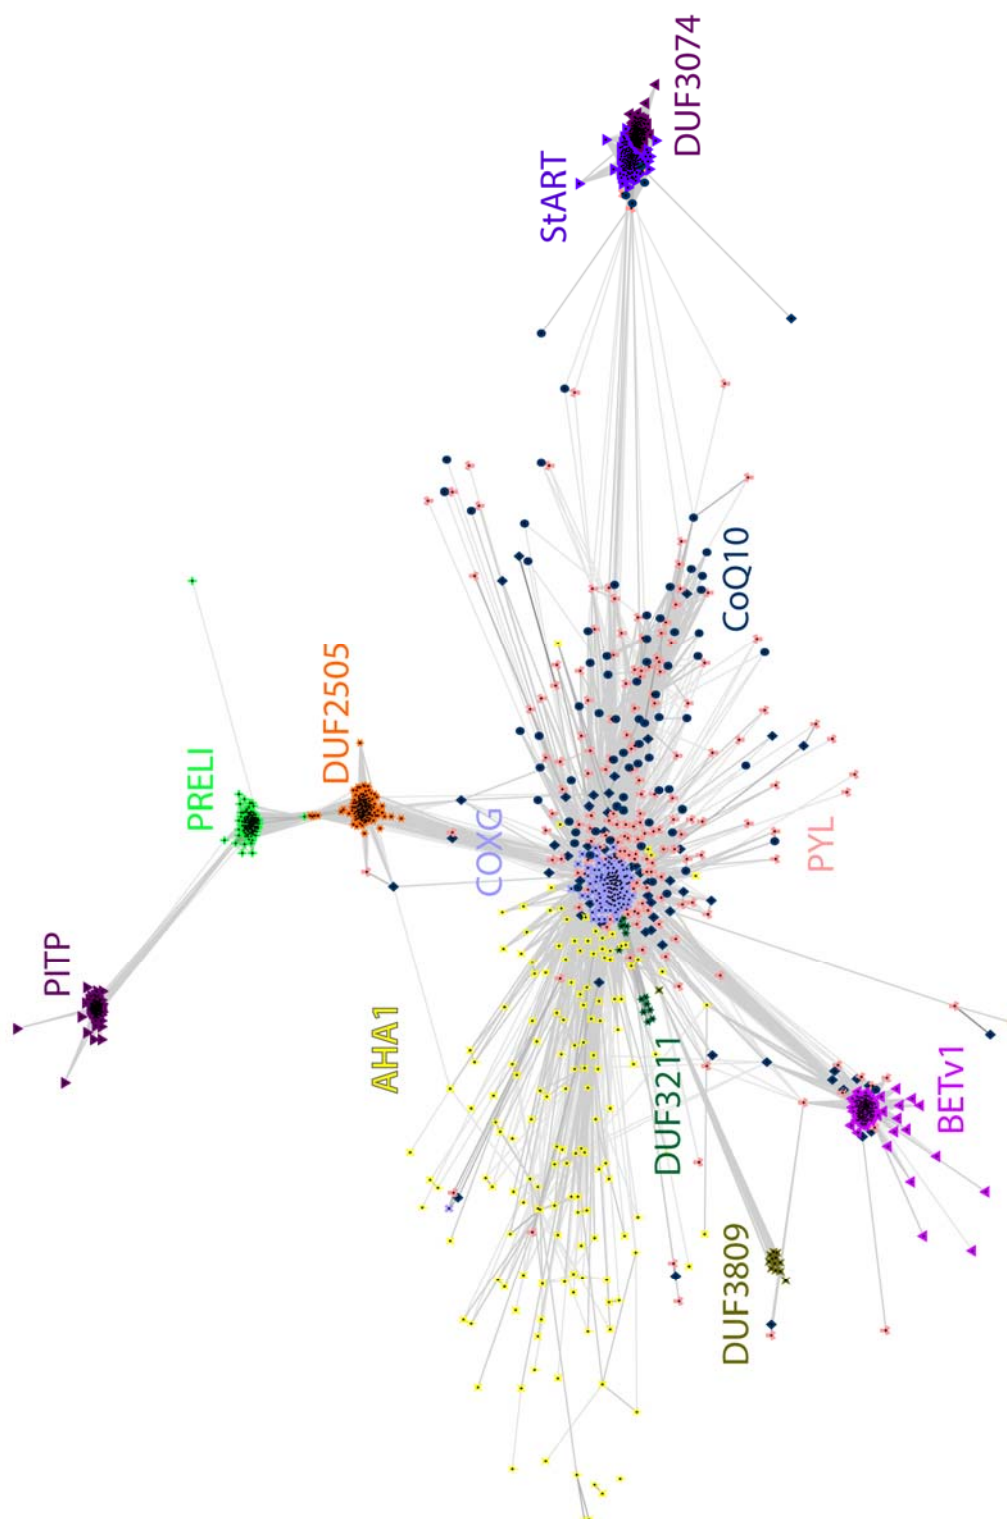 DUF3074
StART
CoQ10
DUF2505
PRELI
COXG
PYL
PITP
AHA1
DUF3211
BETv1
DUF3809